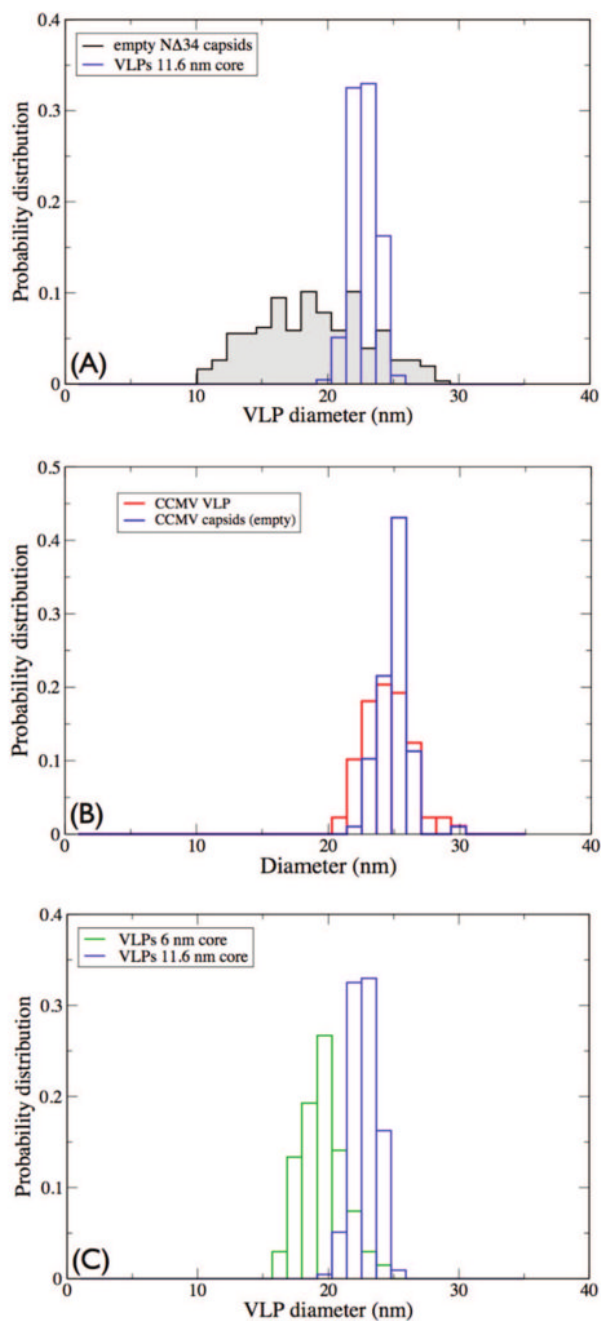 0.4
empty NΔ34 capsids
VLPs 11.6 nm core
0.3
0.2
0.1
0
Probability distribution
(A)
0 10 20 30 40
VLP diameter (nm)
0.5
CCMV VLP
CCMV capsids (empty)
0.4
0.3
0.2
0.1
0
Probability distribution
(B)
0 10 20 30 40
Diameter (nm)
0.4
VLPs 6 nm core
VLPs 11.6 nm core
0.3
0.2
0.1
0
Probability distribution
(C)
0 10 20 30 40
VLP diameter (nm)